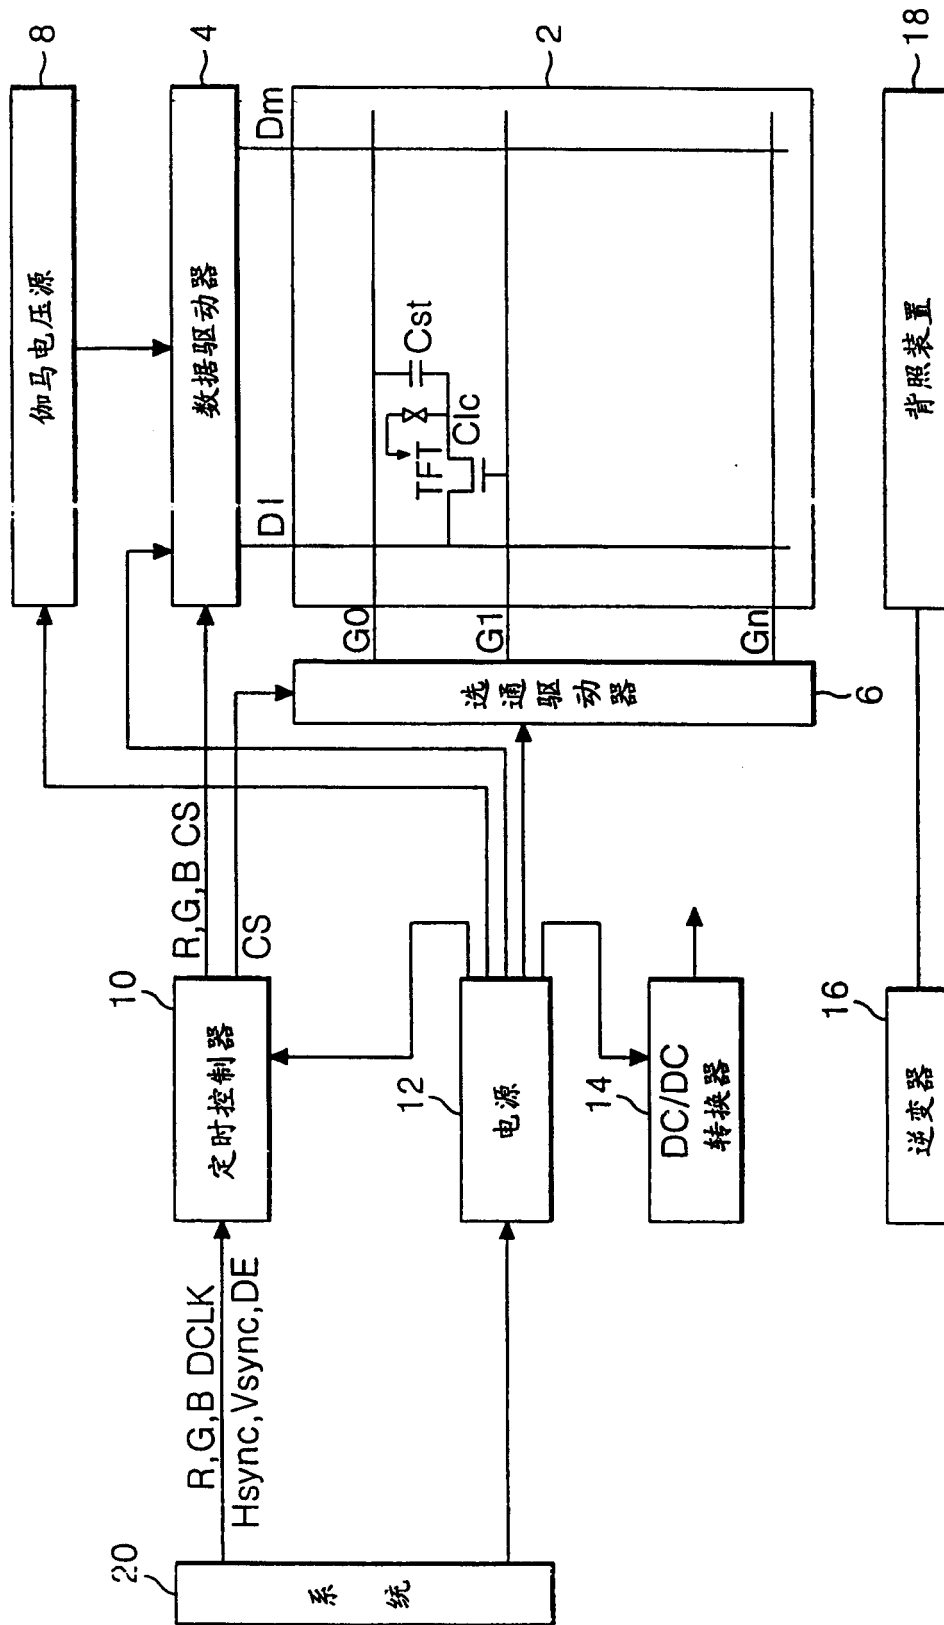 伽马电压源
8
数据驱动器
4
D1
Dm
2
G0
G1
Gn
TFT
Clc
Cst
选通驱动器
6
R,G,B CS
CS
10
定时控制器
12
电源
14
DC/DC
转换器
R,G,B DCLK
Hsync,Vsync,DE
20
系统
16
逆变器
18
背照装置